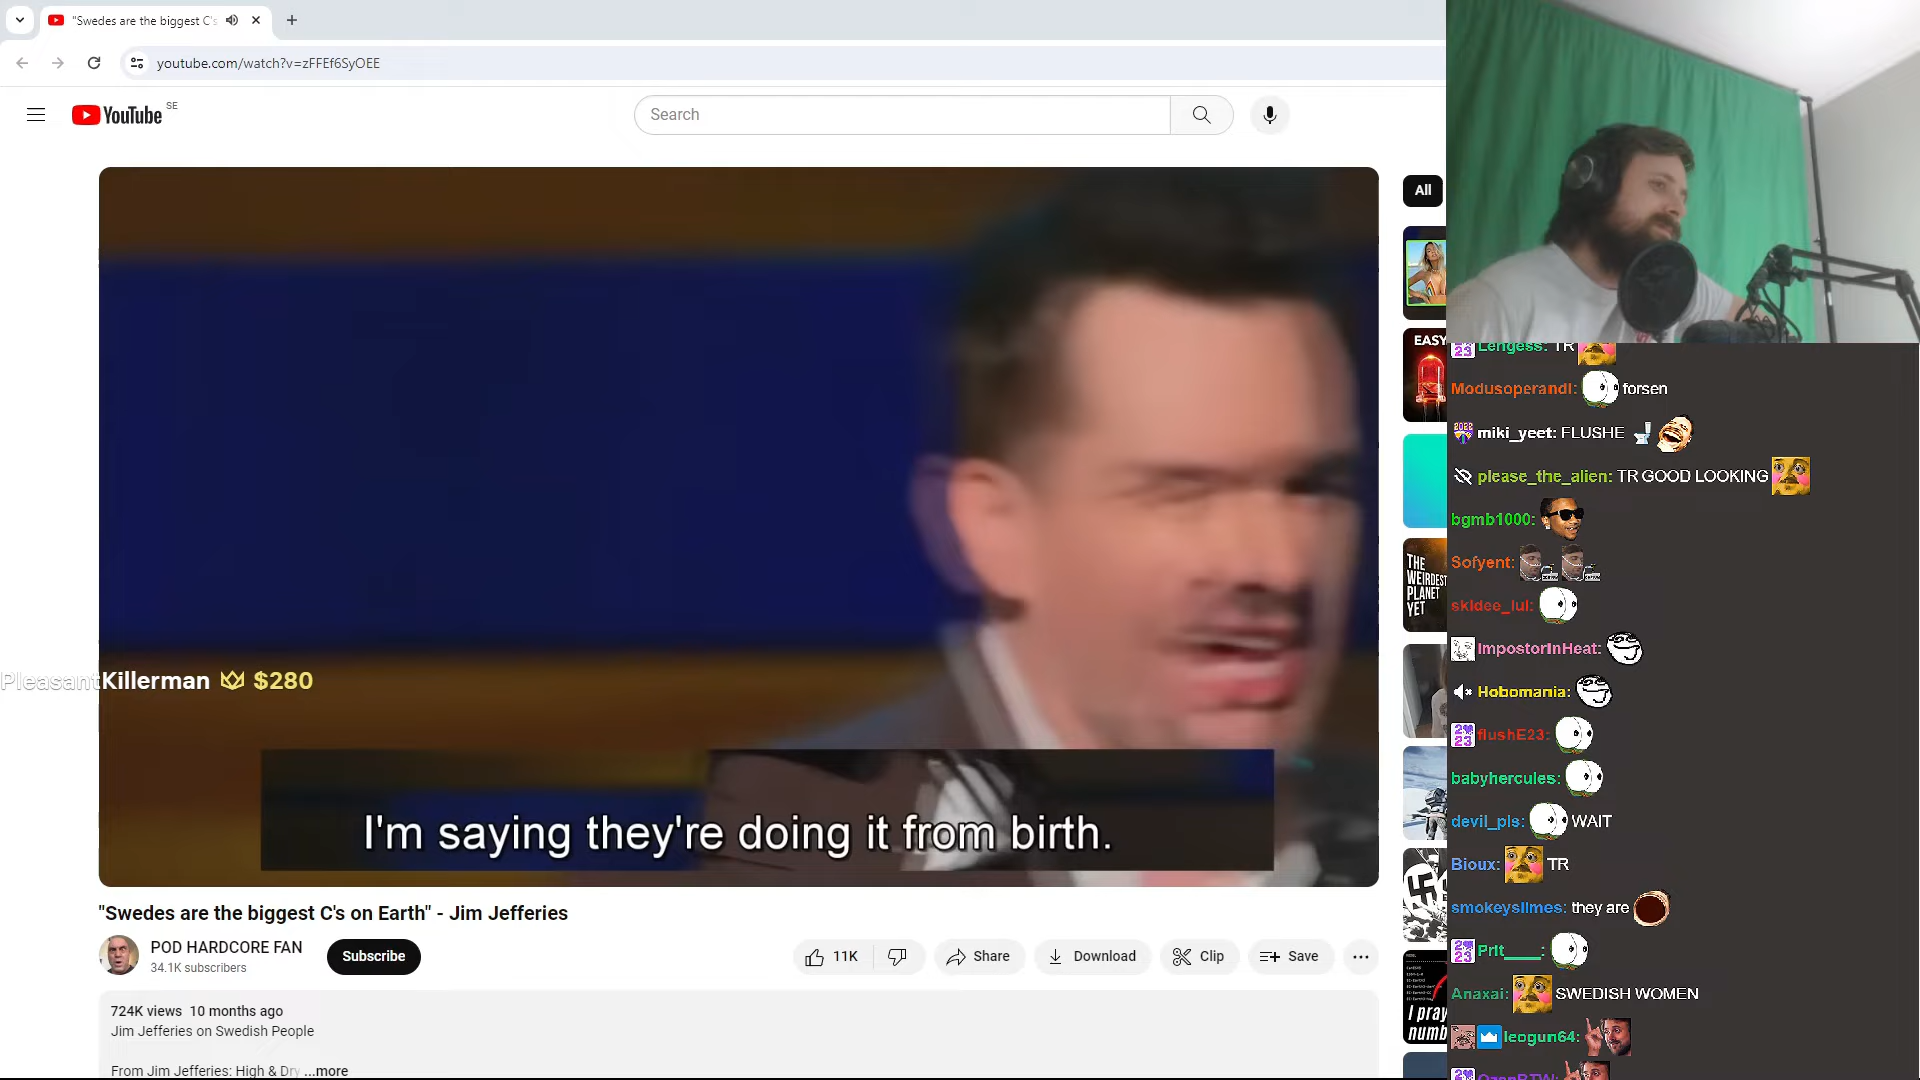 "Swedes are the biggest C's
youtube.com/watch?v=zFFEf6SyOEE
YouTube SE
Search
All
EASY
THE
WEIRDEST
PLANET
YET
I pray
numb
PleasantKillerman $280
I'm saying they're doing it from birth.
"Swedes are the biggest C's on Earth" - Jim Jefferies
POD HARDCORE FAN
34.1K subscribers
Subscribe
11K
Share
Download
Clip
Save
724K views 10 months ago
Jim Jefferies on Swedish People
From Jim Jefferies: High & Dry ...more
Lengess: TR
Modusoperandi: forsen
miki_yeet: FLUSHE
please_the_alien: TR GOOD LOOKING
bgmb1000:
Sofyent:
skidee_lul:
ImpostorInHeat:
Hobomania:
flushE23:
babyhercules:
devil_pls: WAIT
Bioux: TR
smokeyslimes: they are
Prit____:
Anaxai: SWEDISH WOMEN
leogun64: